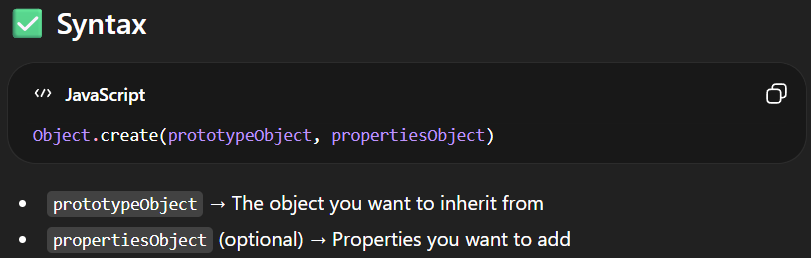 ✅ Syntax
</> JavaScript
Object.create(prototypeObject, propertiesObject)
• prototypeObject → The object you want to inherit from
• propertiesObject (optional) → Properties you want to add